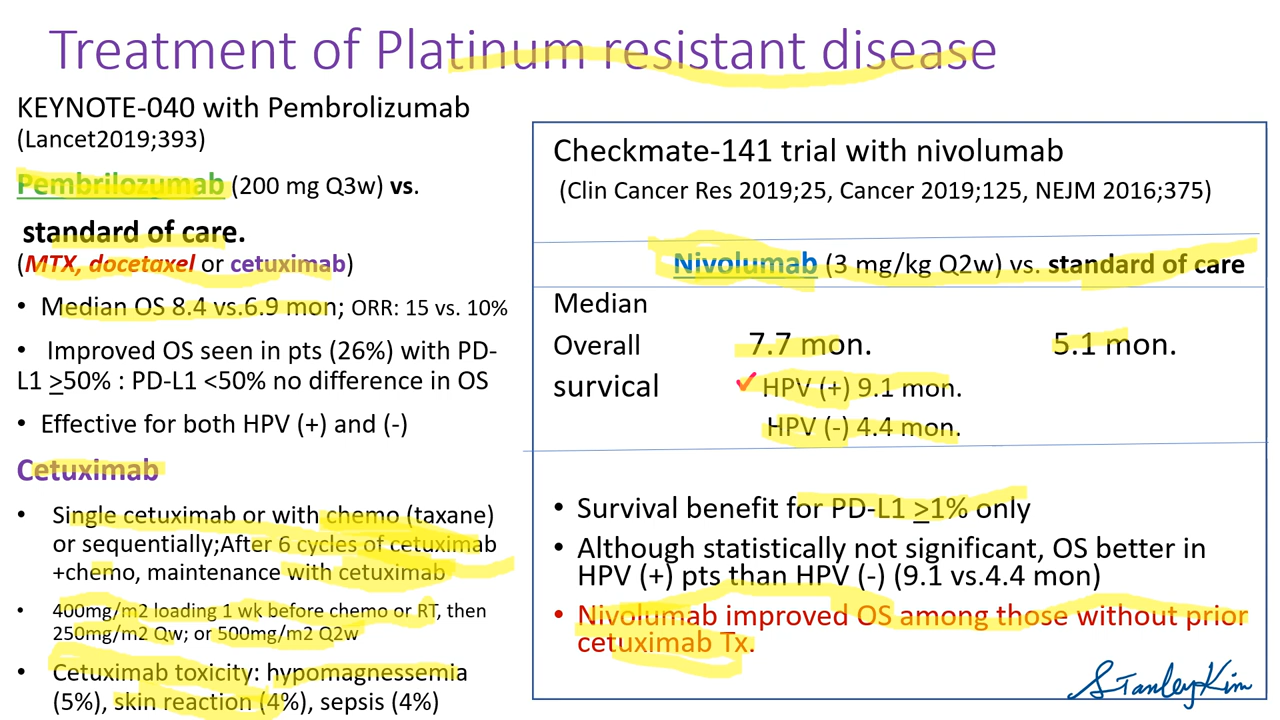 Treatment of Platinum resistant disease
KEYNOTE-040 with Pembrolizumab
(Lancet2019;393)
Pembrilozumab (200 mg Q3w) vs.
standard of care.
(MTX, docetaxel or cetuximab)
• Median OS 8.4 vs.6.9 mon; ORR: 15 vs. 10%
• Improved OS seen in pts (26%) with PD-
L1 ≥50% : PD-L1 <50% no difference in OS
• Effective for both HPV (+) and (-)
Cetuximab
• Single cetuximab or with chemo (taxane)
or sequentially;After 6 cycles of cetuximab
+chemo, maintenance with cetuximab
• 400mg/m2 loading 1 wk before chemo or RT, then
250mg/m2 Qw; or 500mg/m2 Q2w
• Cetuximab toxicity: hypomagnessemia
(5%), skin reaction (4%), sepsis (4%)
Checkmate-141 trial with nivolumab
(Clin Cancer Res 2019;25, Cancer 2019;125, NEJM 2016;375)
Nivolumab (3 mg/kg Q2w) vs. standard of care
Median
Overall 7.7 mon. 5.1 mon.
survical HPV (+) 9.1 mon.
HPV (-) 4.4 mon.
• Survival benefit for PD-L1 ≥1% only
• Although statistically not significant, OS better in
HPV (+) pts than HPV (-) (9.1 vs.4.4 mon)
• Nivolumab improved OS among those without prior
cetuximab Tx.
Stanley Kim